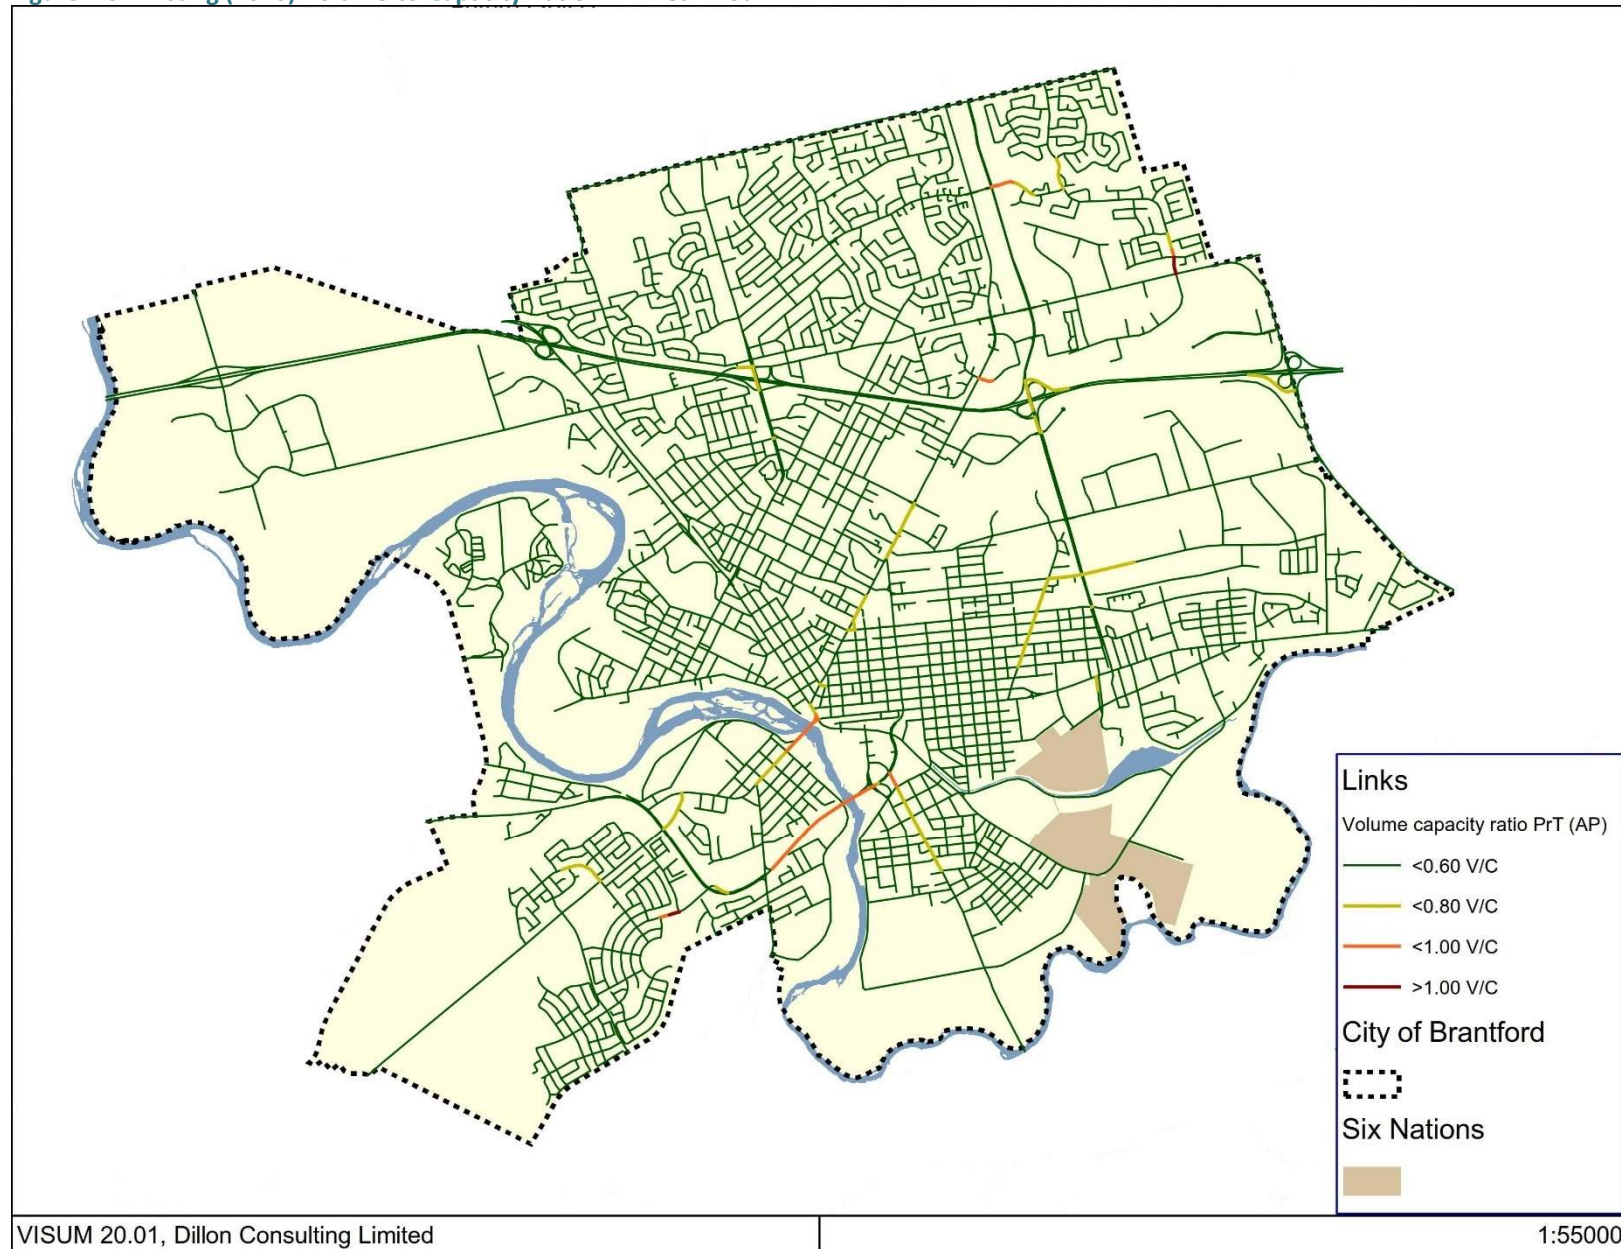 Links
Volume capacity ratio PrT (AP)
<0.60 V/C
<0.80 V/C
<1.00 V/C
>1.00 V/C
City of Brantford
Six Nations
VISUM 20.01, Dillon Consulting Limited
1:55000